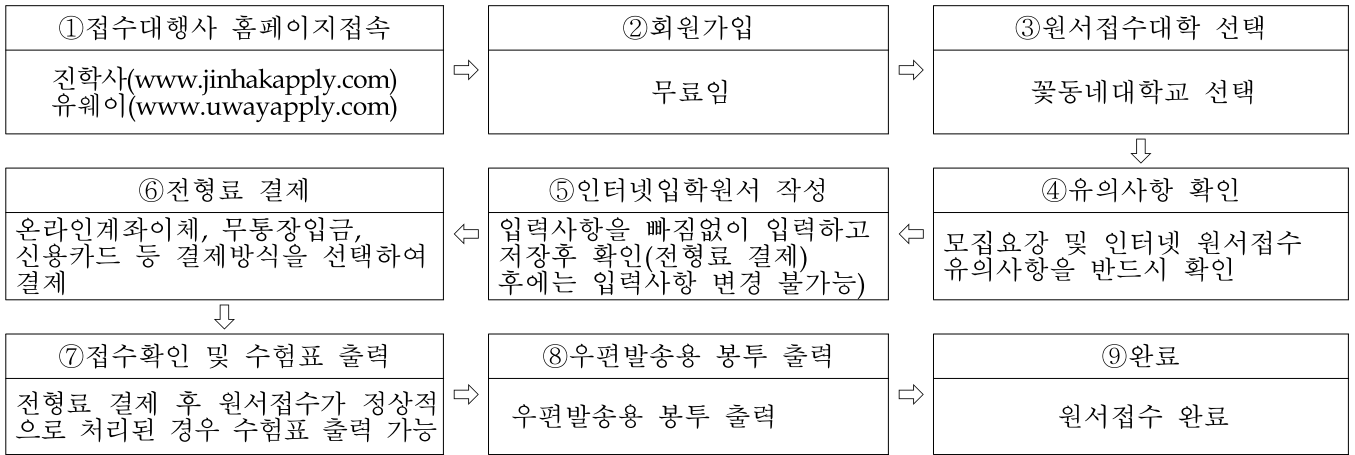 ①접수대행사 홈페이지접속
진학사(www.jinhakapply.com)
유웨이(www.uwayapply.com)
②회원가입
무료임
③원서접수대학 선택
꽃동네대학교 선택
④유의사항 확인
모집요강 및 인터넷 원서접수
유의사항을 반드시 확인
⑤인터넷입학원서 작성
입력사항을 빠짐없이 입력하고
저장후 확인(전형료 결제)
후에는 입력사항 변경 불가능)
⑥전형료 결제
온라인계좌이체, 무통장입금,
신용카드 등 결제방식을 선택하여
결제
⑦접수확인 및 수험표 출력
전형료 결제 후 원서접수가 정상적
으로 처리된 경우 수험표 출력 가능
⑧우편발송용 봉투 출력
우편발송용 봉투 출력
⑨완료
원서접수 완료